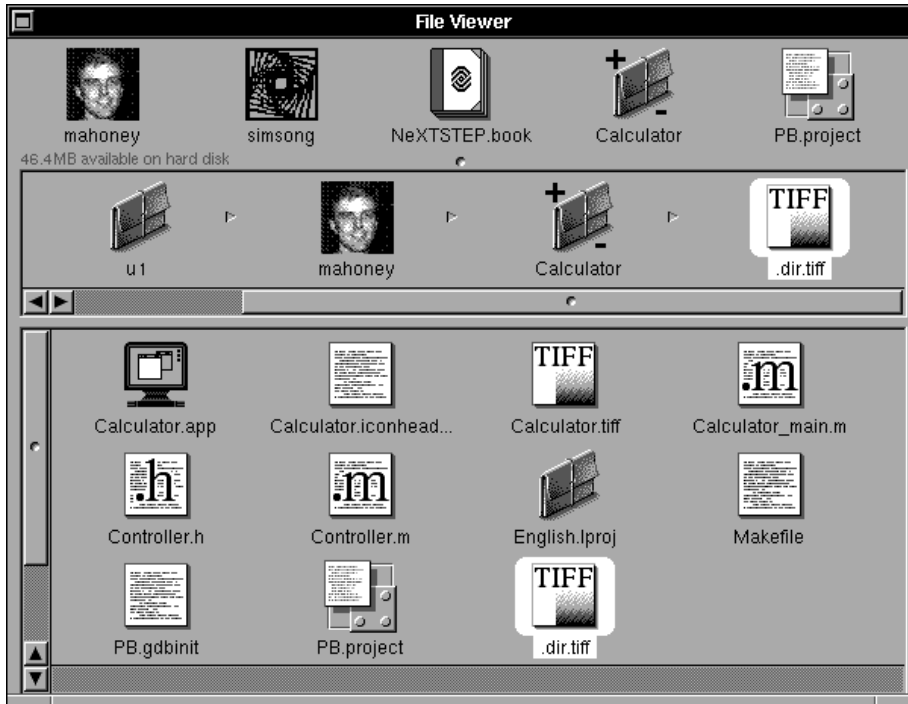 File Viewer
mahoney simsong NeXTSTEP.book Calculator PB.project
46.4MB available on hard disk
u1 mahoney Calculator .dir.tiff
TIFF
Calculator.app Calculator.iconhead... Calculator.tiff Calculator_main.m
TIFF .m
Controller.h Controller.m English.lproj Makefile
.h .m
PB.gdbinit PB.project .dir.tiff
TIFF